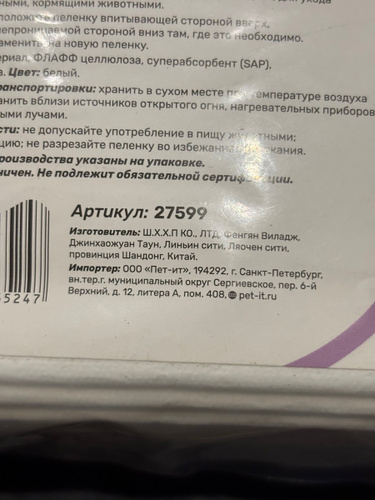 ными, кормящими животными.
положите пеленку впитывающей стороной вверх,
непроницаемой стороной вниз там, где это необходимо.
заменить на новую пеленку.
ериал, ФЛАФФ целлюлоза, суперабсорбент (SAP),
а. Цвет: белый.
ранспортировки: хранить в сухом месте при температуре воздуха
анить вблизи источников открытого огня, нагревательных приборов
ыми лучами.
сти: не допускайте употребление в пищу животными;
цию; не разрезайте пеленку во избежание
производства указаны на упаковке.
ничен. Не подлежит обязательной сертификации.
Артикул: 27599
Изготовитель: Ш.Х.Х.П КО., ЛТД, Фенгян Виладж,
Джинхаожуан Таун, Линьин сити, Ляочен сити,
провинция Шандонг, Китай.
Импортер: ООО «Пет-ит», 194292, г. Санкт-Петербург,
вн.тер.г. муниципальный округ Сергиевское, пер. 6-й
Верхний, д. 12, литера А, пом. 408, pet-it.ru
5247